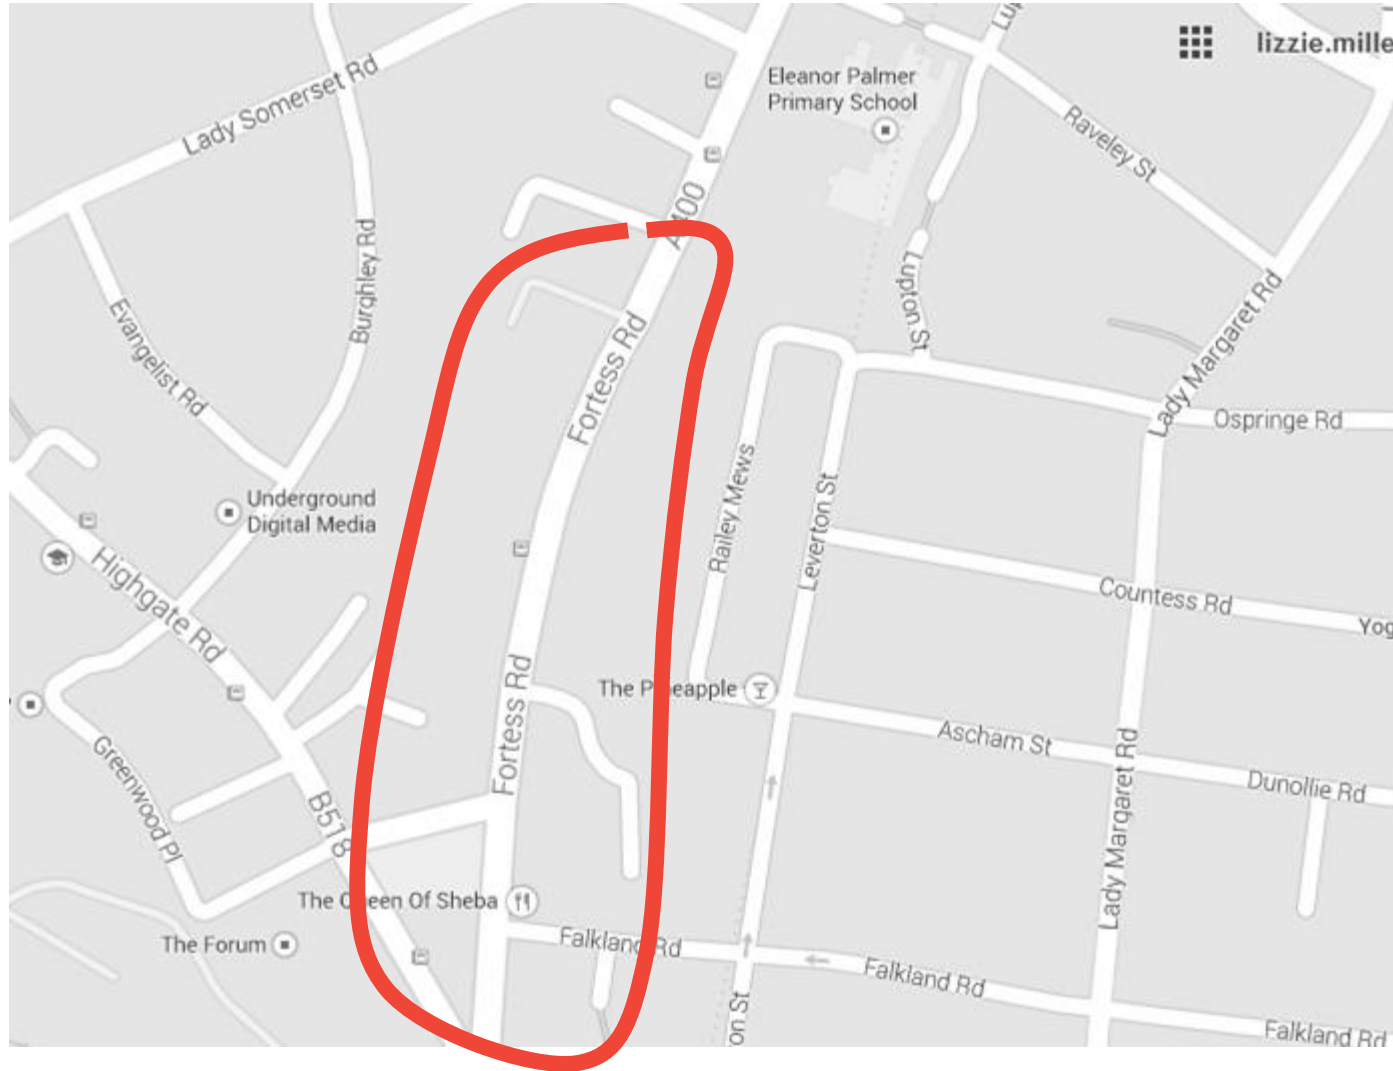 lizzie.mille
Eleanor Palmer
Primary School
Lady Somerset Rd
Raveley St
A400
Burghley Rd
Lupton St
Evangelist Rd
Fortess Rd
Lady Margaret Rd
Ospringe Rd
Underground
Digital Media
Railey Mews
Leverton St
Highgate Rd
Countess Rd
Yog
The Pineapple
Fortess Rd
Ascham St
Lady Margaret Rd
Dunollie Rd
Greenwood Pl
B518
The Queen Of Sheba
The Forum
Falkland Rd
Falkland Rd
on St
Falkland Rd